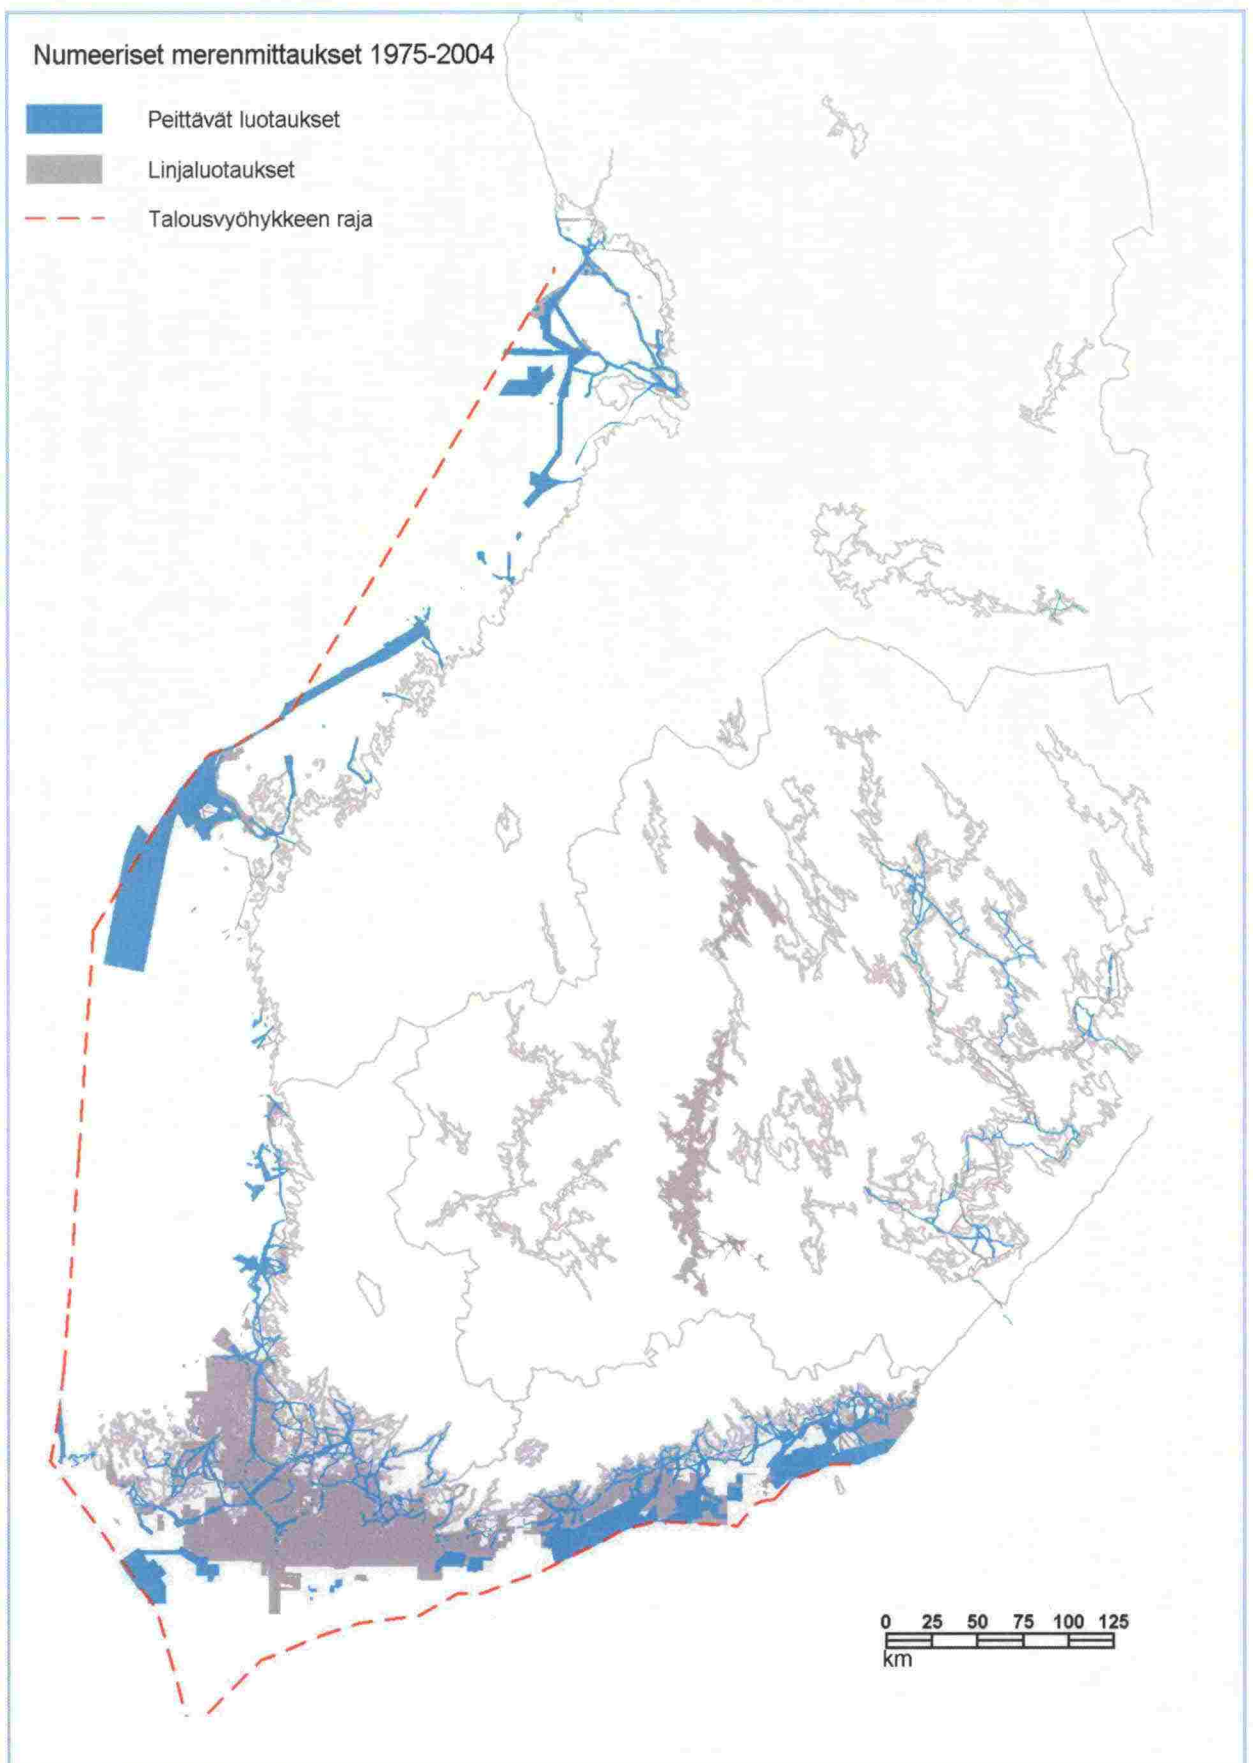 Numeeriset merenmittaukset 1975-2004
Peittävät luotaukset
Linjaluotaukset
Talousvyöhykkeen raja
0 25 50 75 100 125
km